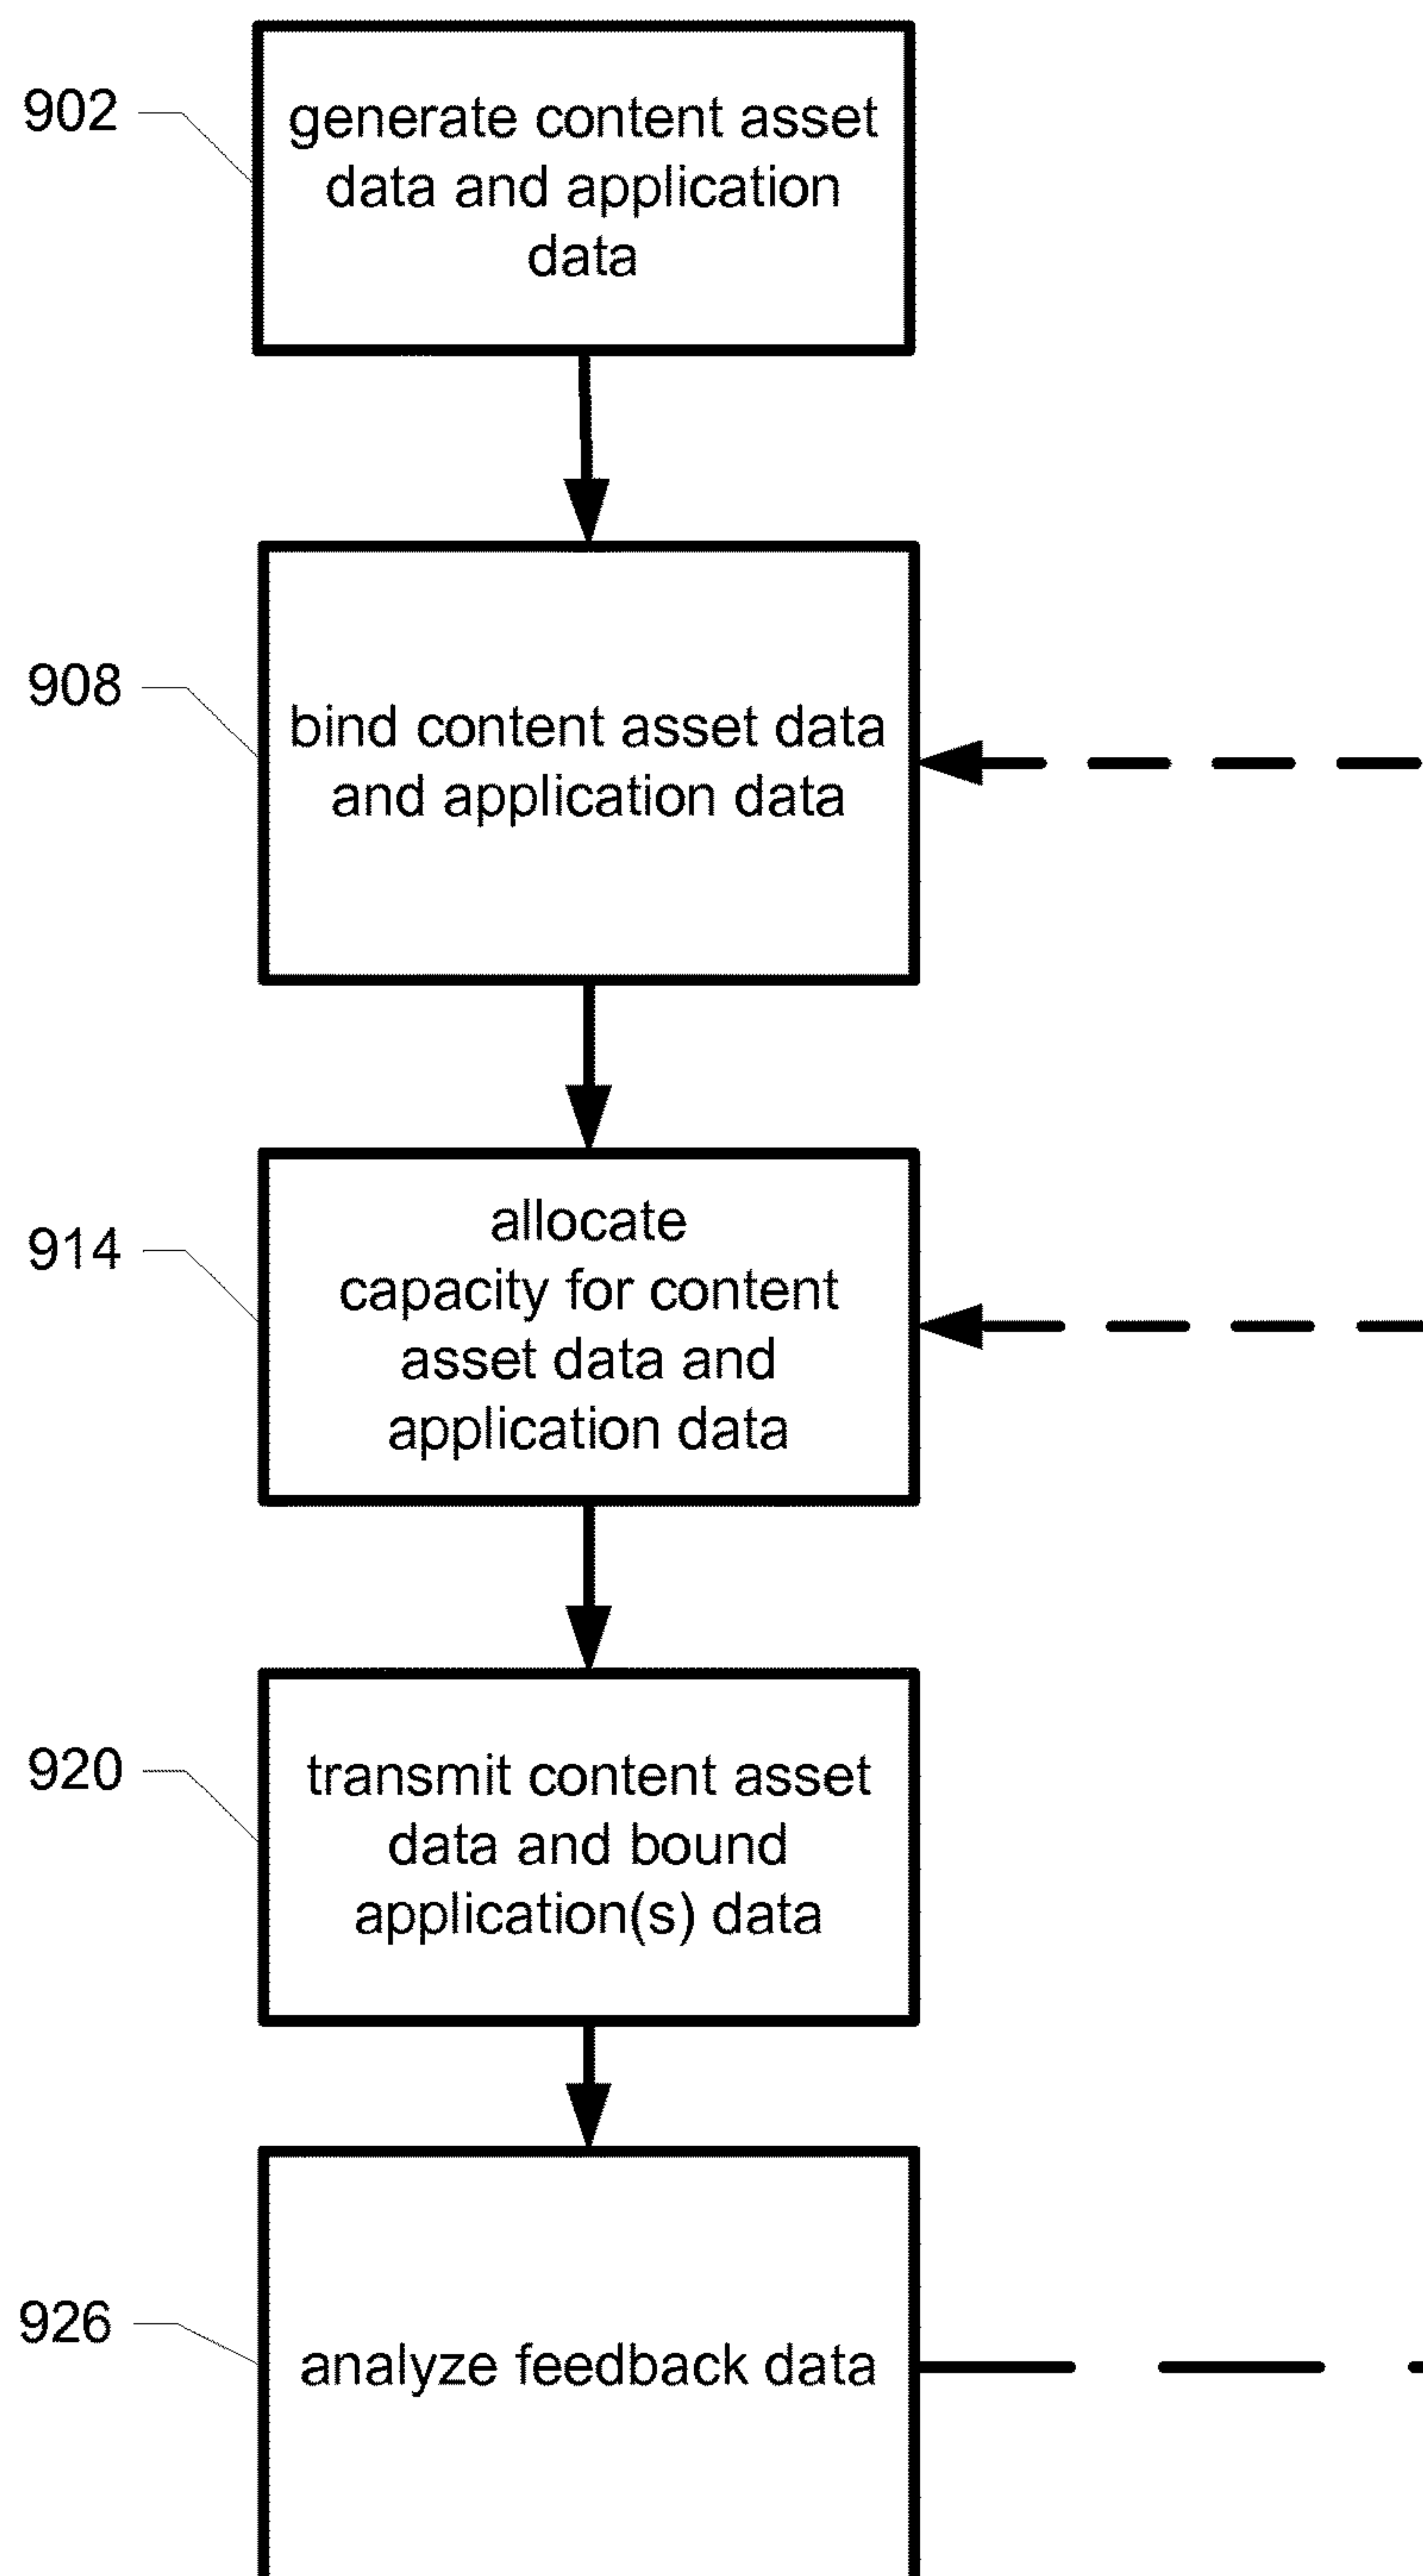 902
generate content asset
data and application
data
908
bind content asset data
and application data
914
allocate
capacity for content
asset data and
application data
920
transmit content asset
data and bound
application(s) data
926
analyze feedback data